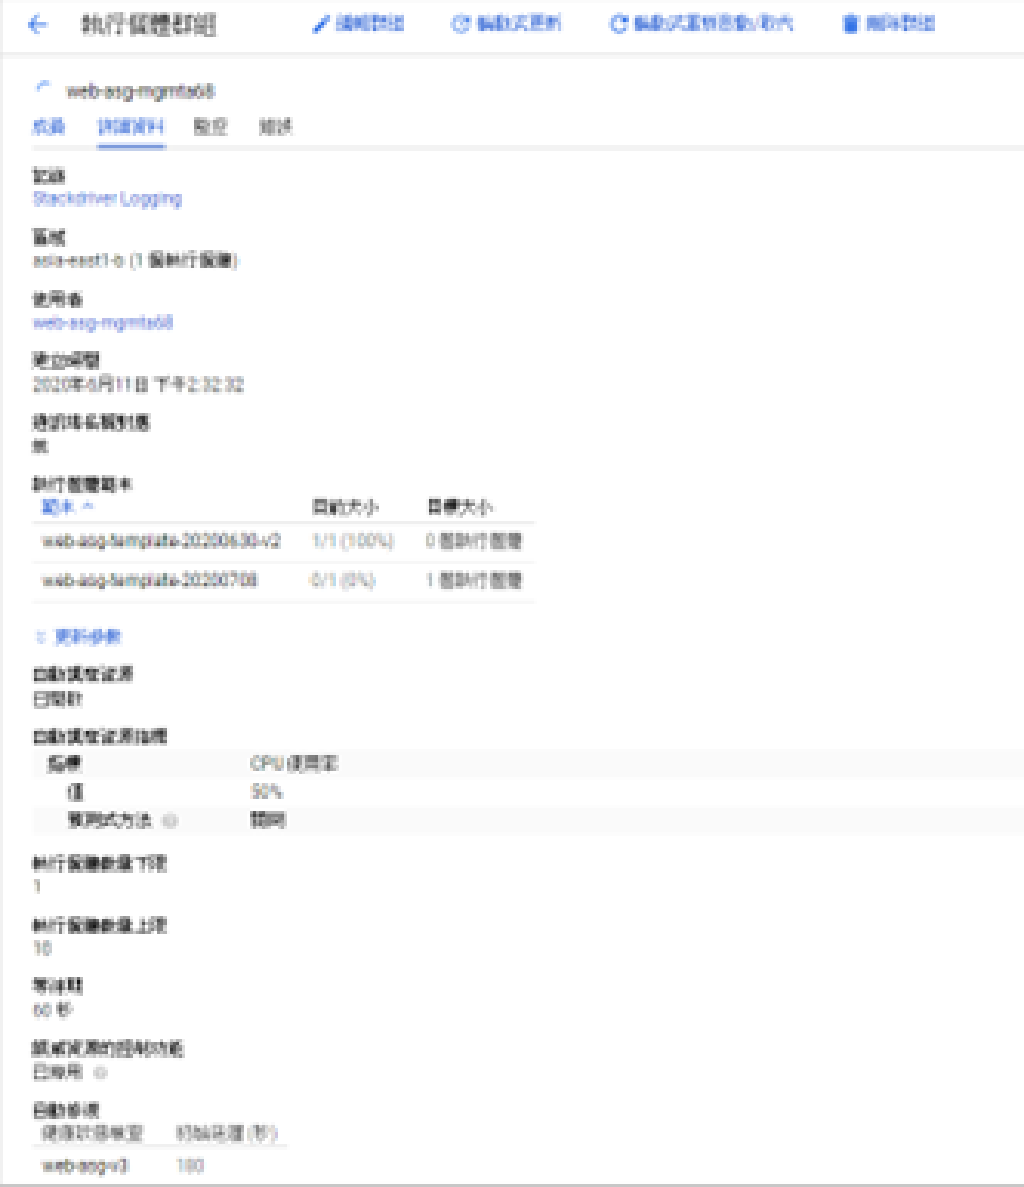 執行個體群組 編輯群組 滾動式更新 滾動式重新啟動/取代 刪除群組
web-asg-mgmta68
成員 詳細資料 監控 錯誤
記錄
Stackdriver Logging
區域
asia-east1-b (1 個執行個體)
使用者
web-asg-mgmta68
建立時間
2020年6月11日 下午2:32:32
通訊埠名稱對應
無
執行個體範本
範本 目前大小 目標大小
web-asg-template-20200630-v2 1/1 (100%) 0 個執行個體
web-asg-template-20200708 0/1 (0%) 1 個執行個體
更新參數
自動調度資源
已開啟
自動調度資源指標
指標 CPU 使用率
值 50%
預測式方法 關閉
執行個體數量下限
1
執行個體數量上限
10
等待期
60 秒
縮減資源的控制功能
已停用
自動修復
健康狀態檢查 初始延遲 (秒)
web-asg-v3 180